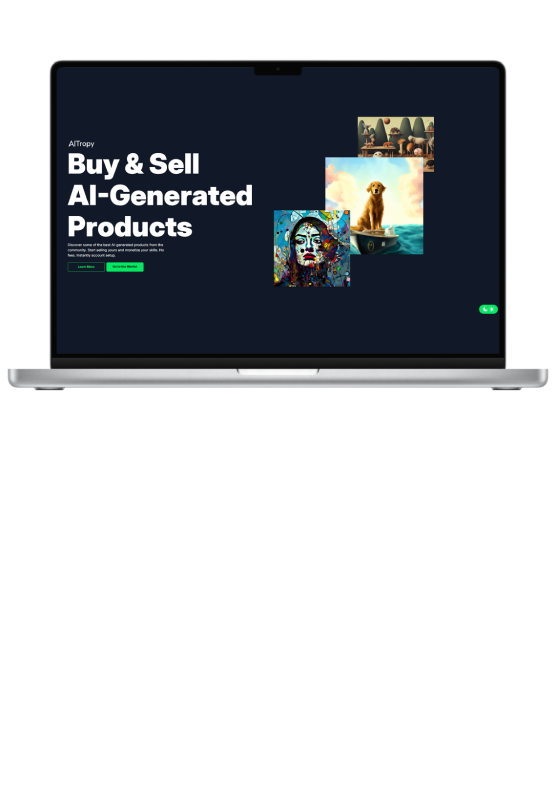 AITropy
Buy & Sell
AI-Generated
Products
Discover some of the best AI-generated products from the
community. Start selling yours and monetize your skills. No
fees. Instantly account setup.
Learn More
Go to the Market